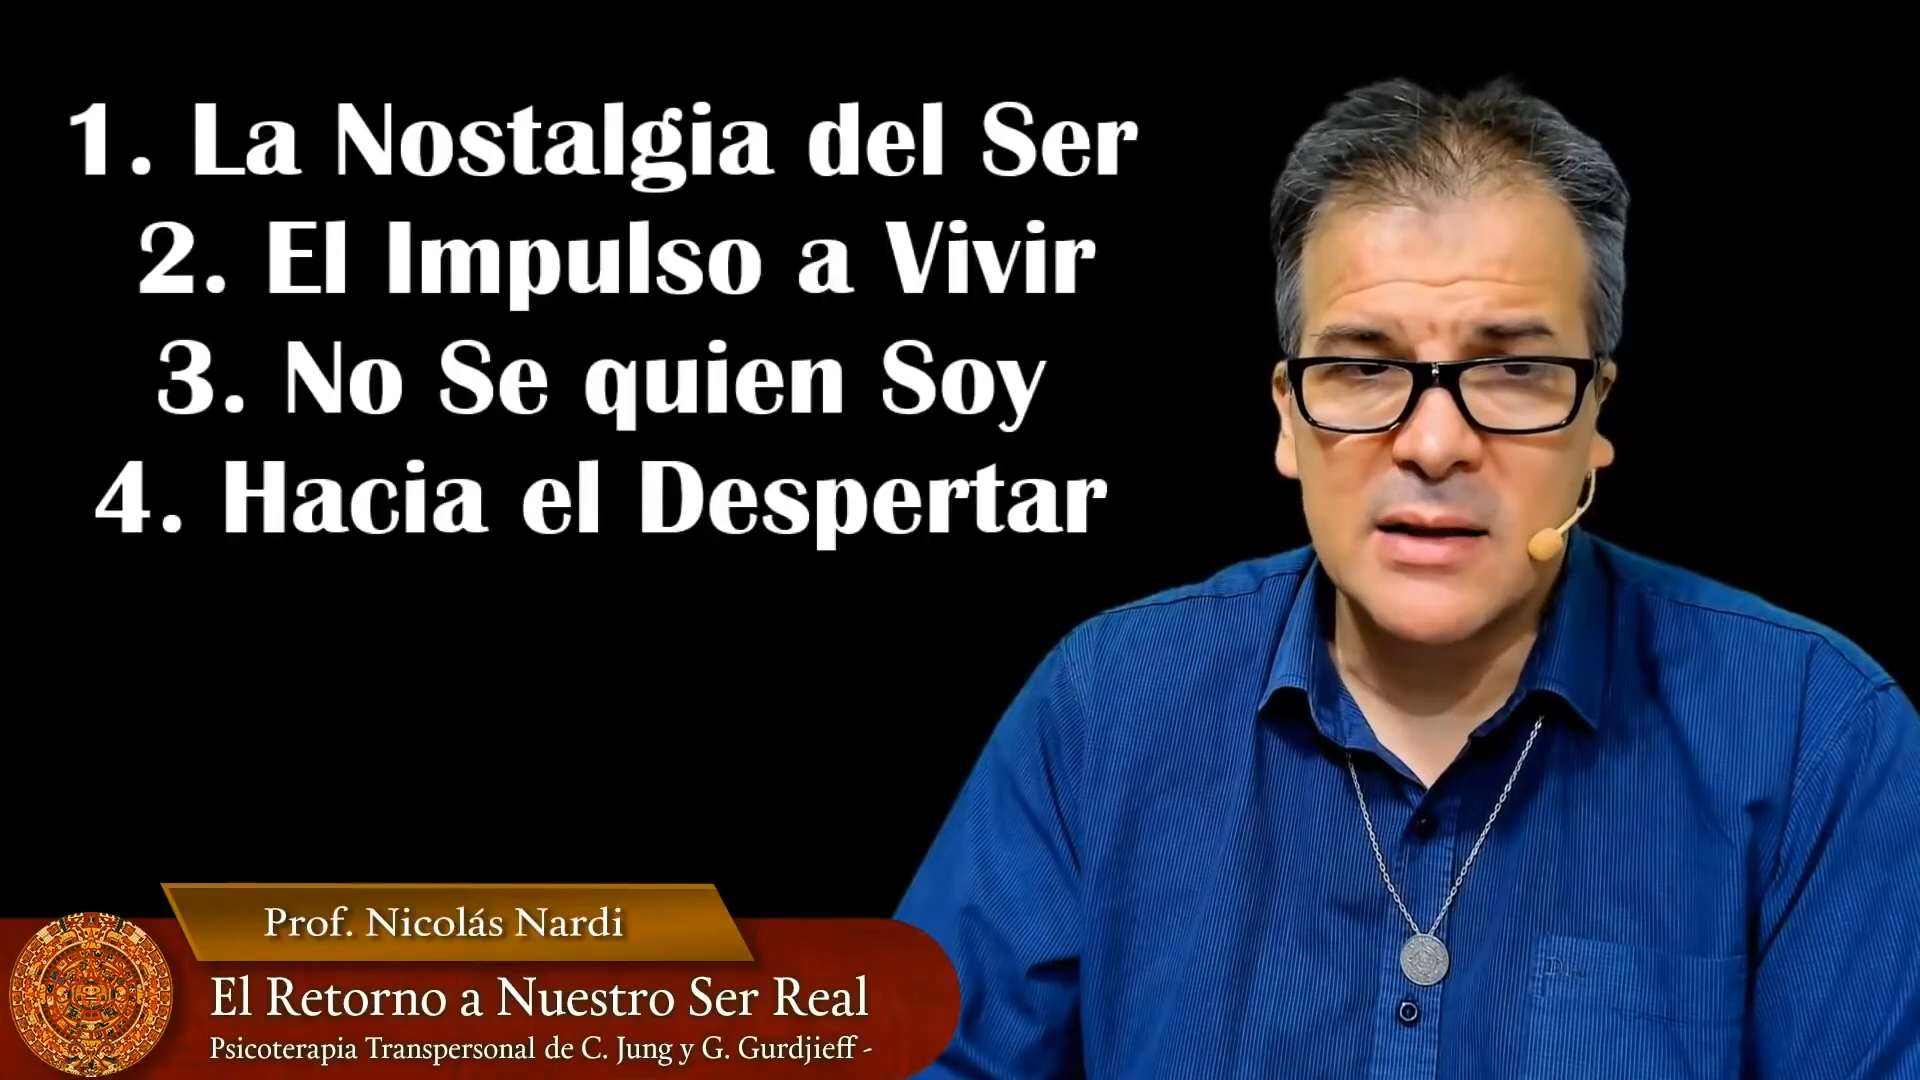 1. La Nostalgia del Ser
2. El Impulso a Vivir
3. No Se quien Soy
4. Hacia el Despertar
Prof. Nicolás Nardi
El Retorno a Nuestro Ser Real
Psicoterapia Transpersonal de C. Jung y G. Gurdjieff -